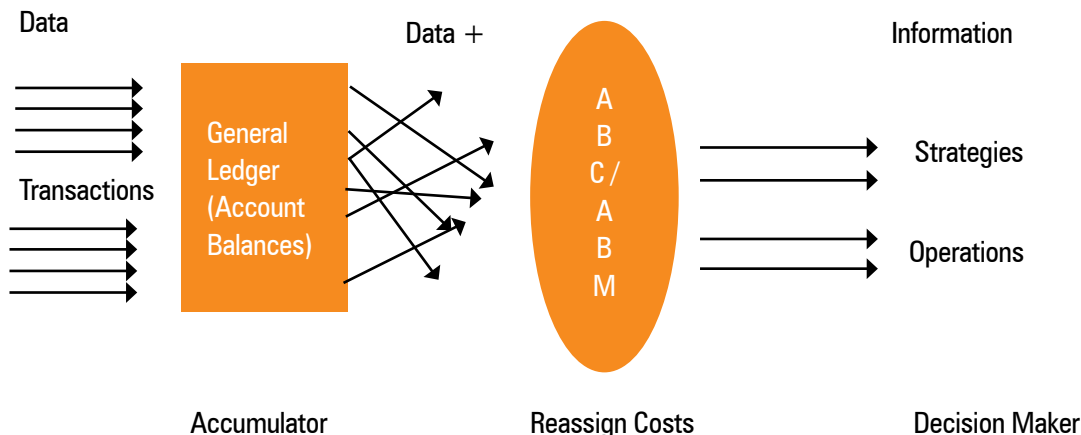 Data
Data +
Information
Transactions
General
Ledger
(Account
Balances)
A
B
C /
A
B
M
Strategies
Operations
Accumulator
Reassign Costs
Decision Maker